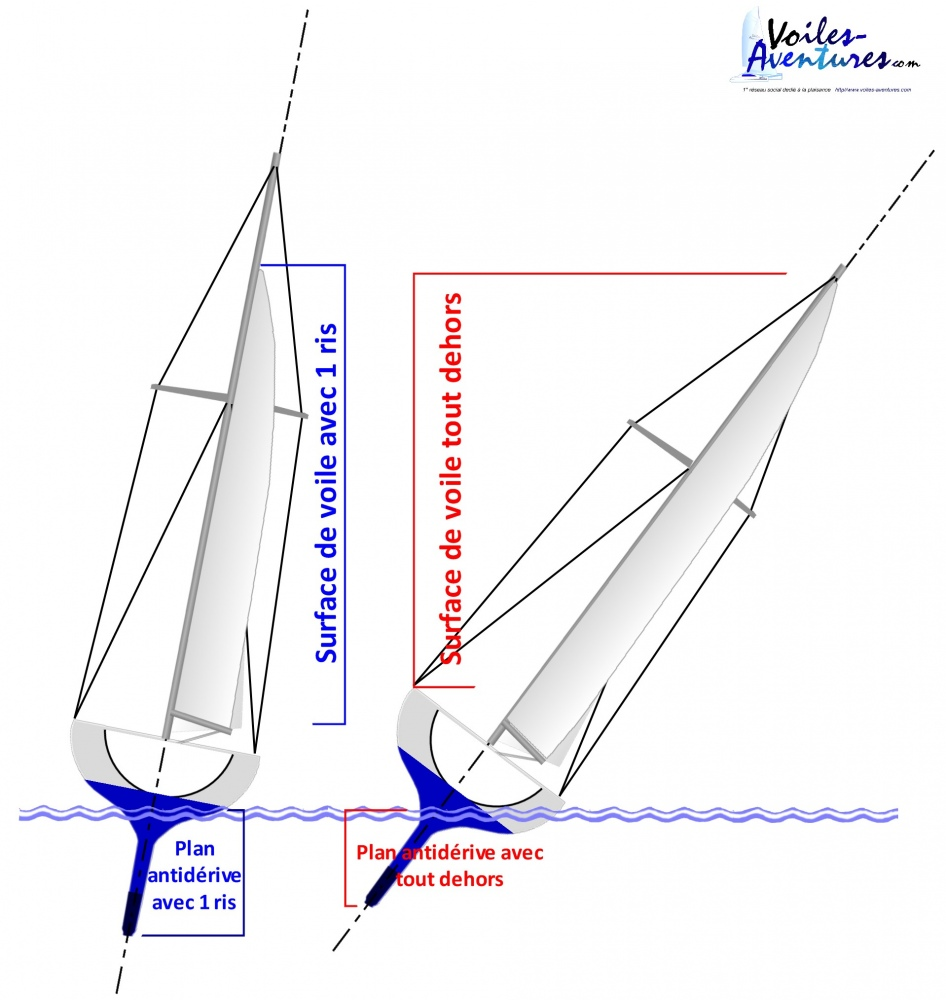 Voiles-
Aventures.com
1er réseau social dédié à la plaisance http//www.voiles-aventures.com
Surface de voile avec 1 ris
Surface de voile tout dehors
Plan
antidérive
avec 1 ris
Plan antidérive avec
tout dehors